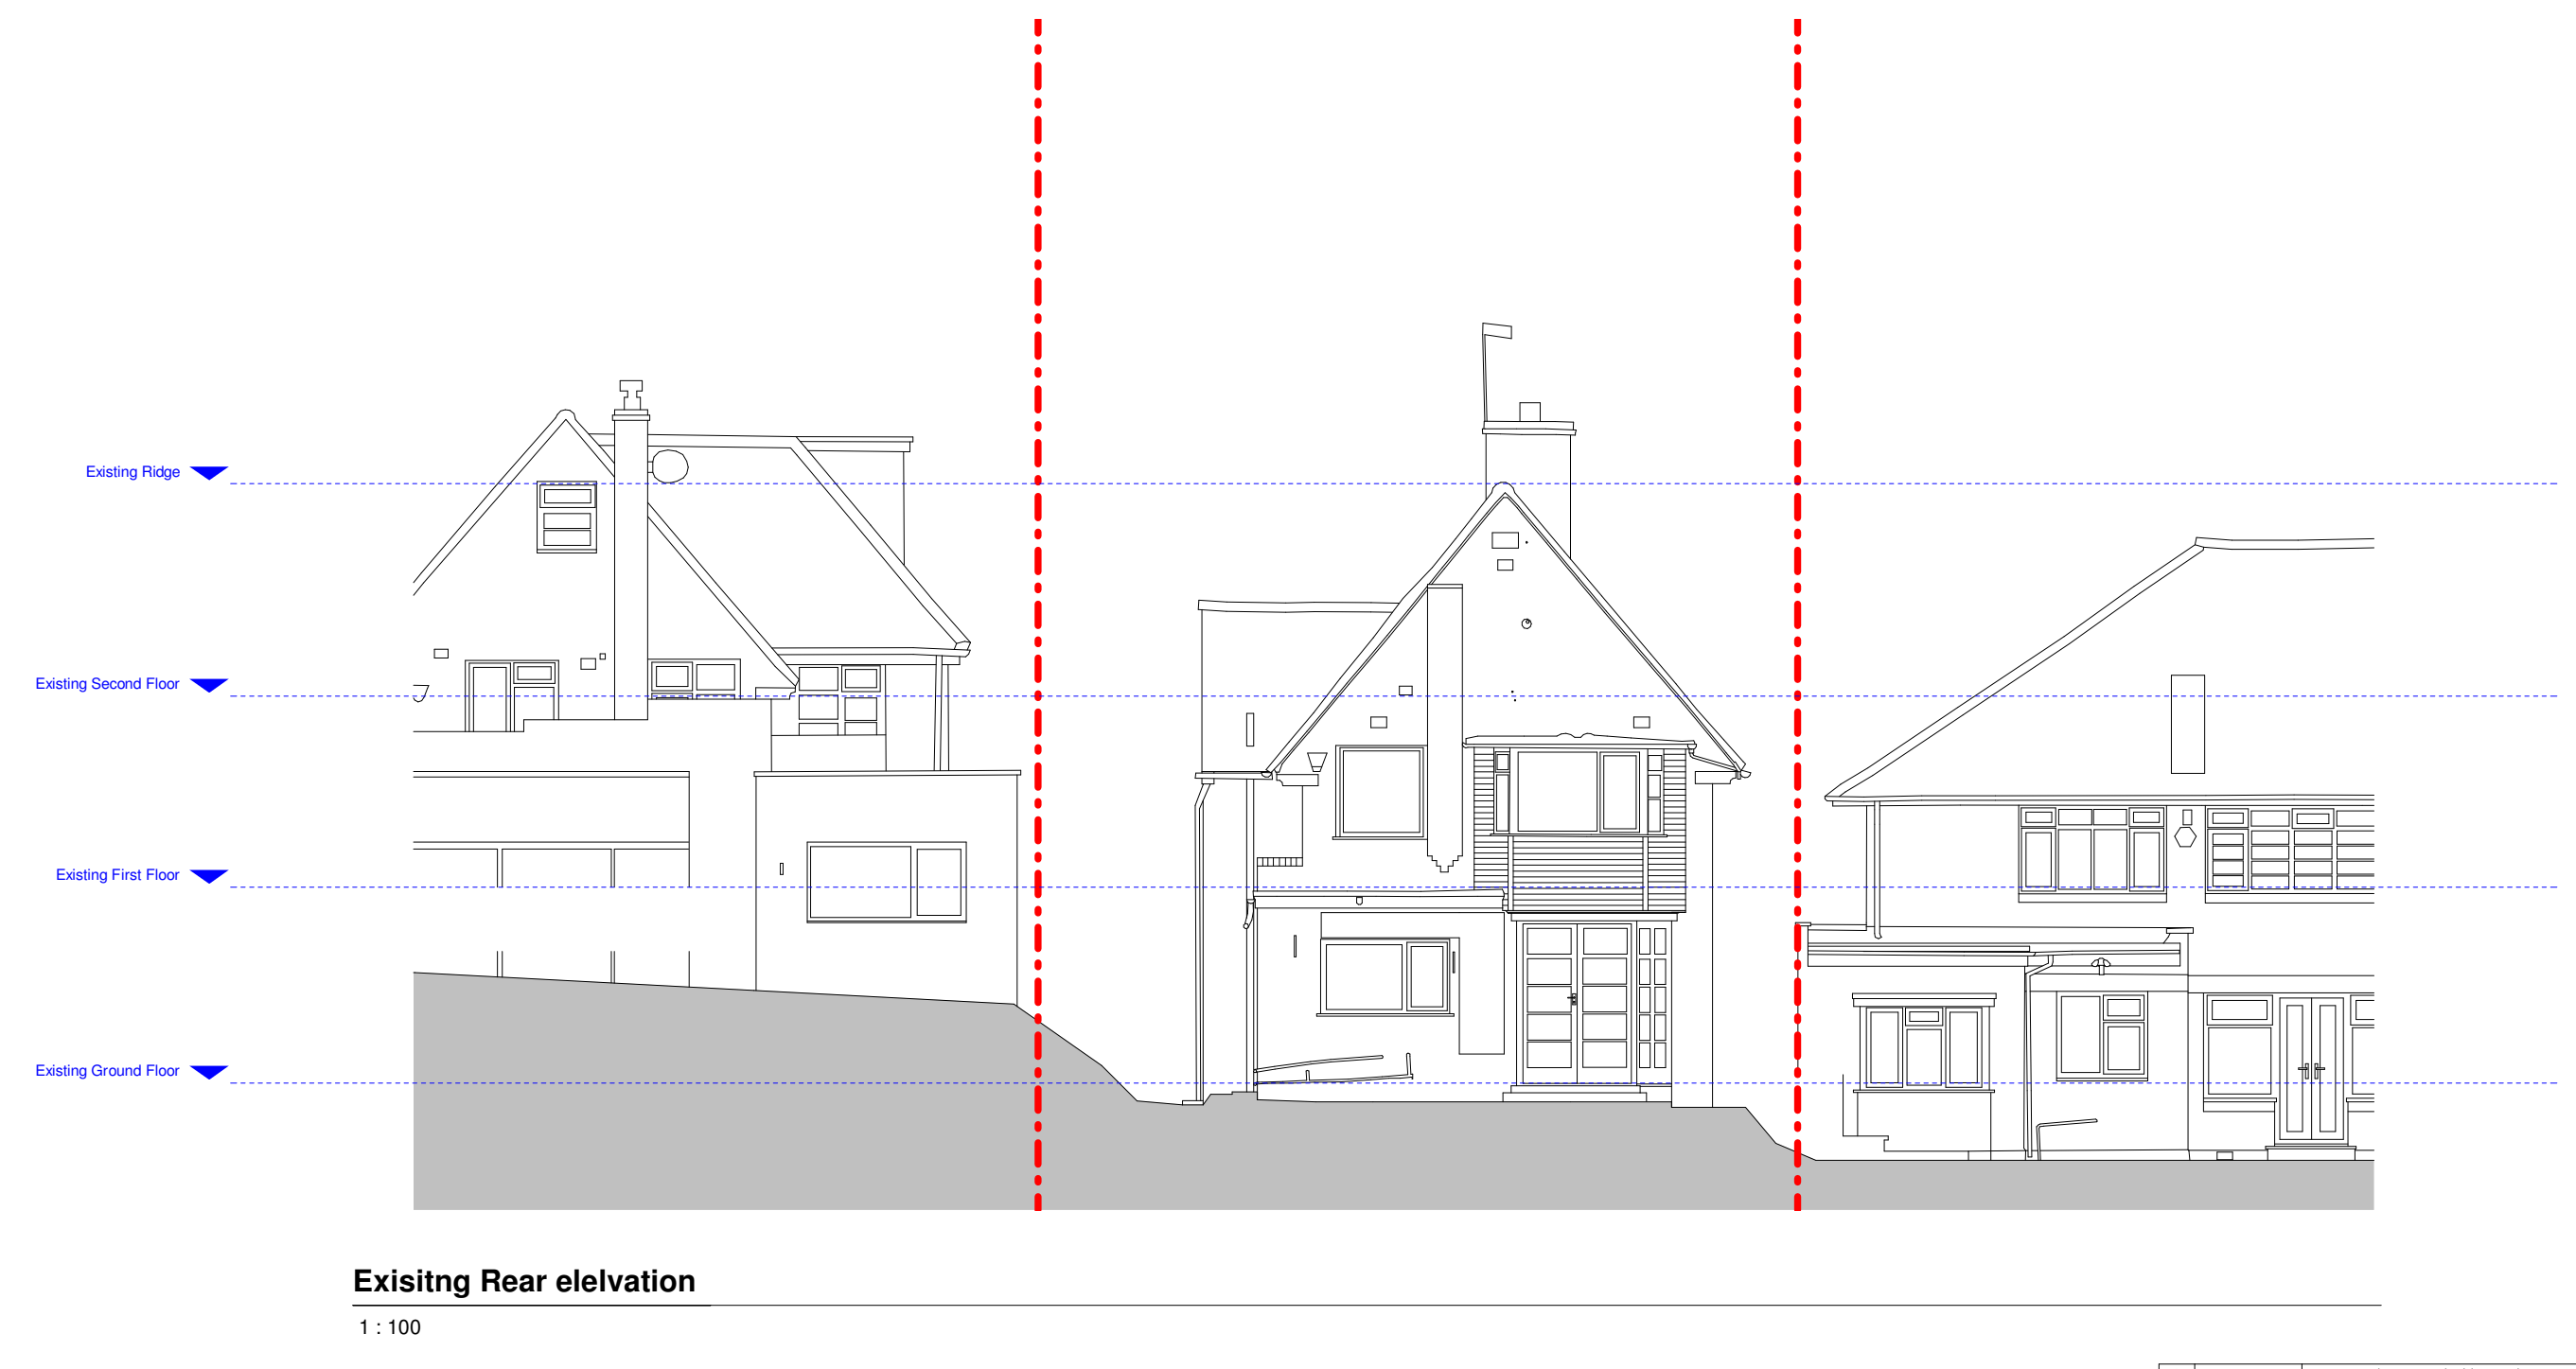 Existing Ridge
Existing Second Floor
Existing First Floor
Existing Ground Floor
Exisitng Rear elelvation
1 : 100